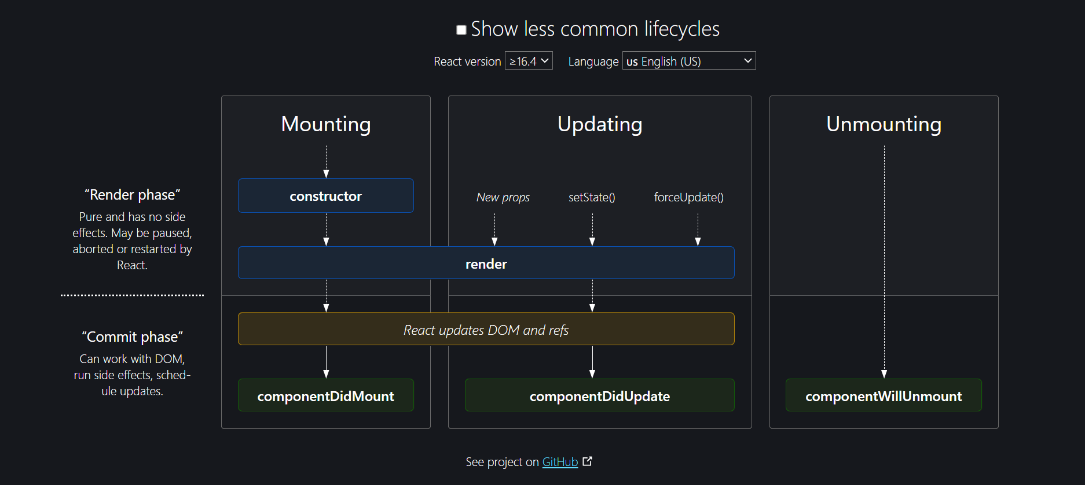 Show less common lifecycles
React version ≥16.4 Language us English (US)
Mounting
Updating
Unmounting
“Render phase”
Pure and has no side
effects. May be paused,
aborted or restarted by
React.
constructor
New props
setState()
forceUpdate()
render
“Commit phase”
Can work with DOM,
run side effects, sched-
ule updates.
React updates DOM and refs
componentDidMount
componentDidUpdate
componentWillUnmount
See project on GitHub